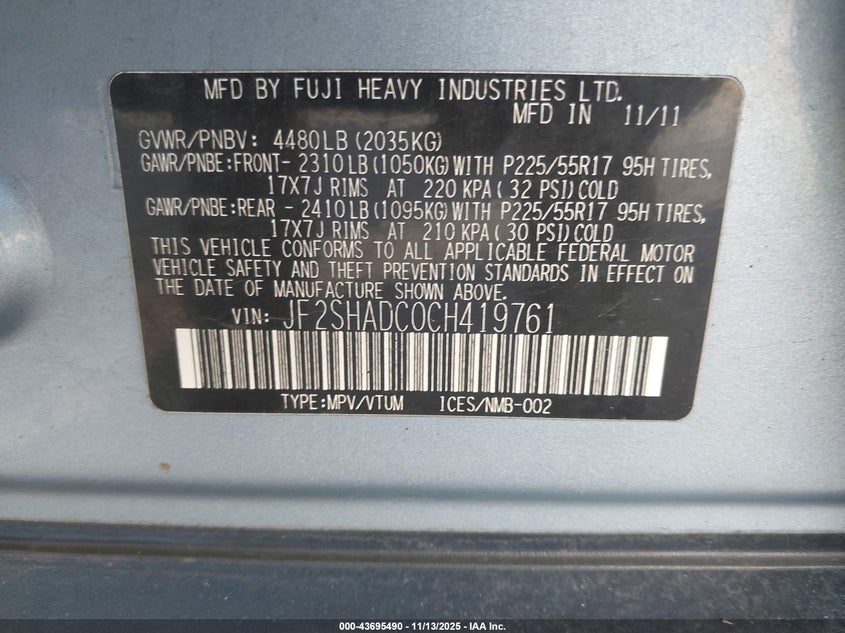 MFD BY FUJI HEAVY INDUSTRIES LTD.
MFD IN 11/11
GVWR/PNBV: 4480LB (2035KG)
GAWR/PNBE:FRONT- 2310LB (1050KG) WITH P225/55R17 95H TIRES,
17X7J RIMS AT 220 KPA ( 32 PSI) COLD
GAWR/PNBE:REAR - 2410LB (1095KG) WITH P225/55R17 95H TIRES,
17X7J RIMS AT 210 KPA ( 30 PSI) COLD
THIS VEHICLE CONFORMS TO ALL APPLICABLE FEDERAL MOTOR
VEHICLE SAFETY AND THEFT PREVENTION STANDARDS IN EFFECT ON
THE DATE OF MANUFACTURE SHOWN ABOVE.
VIN: JF2SHADC0CH419761
TYPE:MPV/VTUM ICES/NMB-002
000-43695490 - 11/13/2025 - IAA Inc.